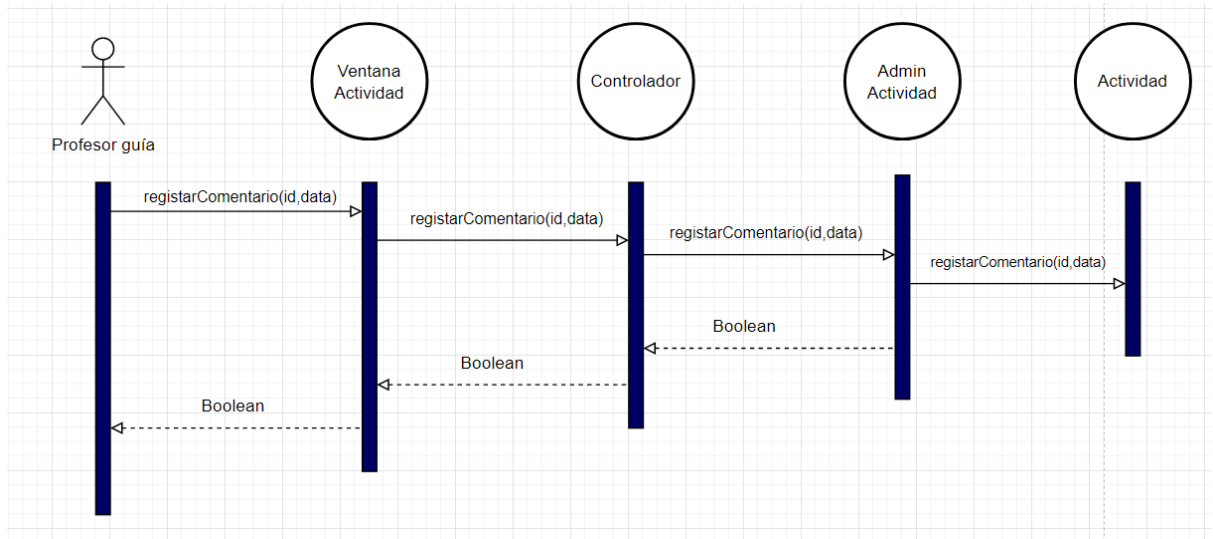 Ventana
Actividad
Controlador
Admin
Actividad
Actividad
Profesor guía
registarComentario(id,data)
registarComentario(id,data)
registarComentario(id,data)
registarComentario(id,data)
Boolean
Boolean
Boolean